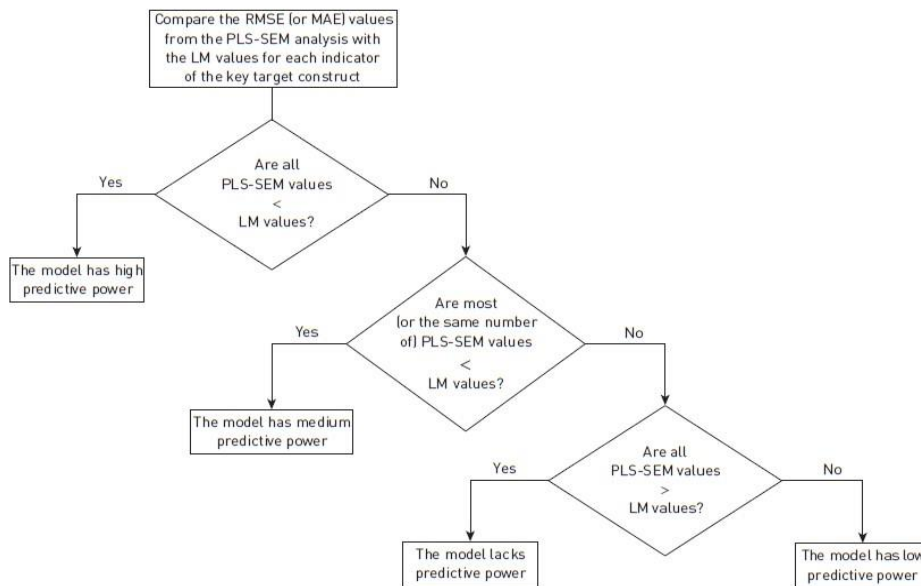 Compare the RMSE (or MAE) values
from the PLS-SEM analysis with
the LM values for each indicator
of the key target construct
Are all
PLS-SEM values
<
LM values?
Yes
No
The model has high
predictive power
Are most
(or the same number
of) PLS-SEM values
<
LM values?
Yes
No
The model has medium
predictive power
Are all
PLS-SEM values
>
LM values?
Yes
No
The model lacks
predictive power
The model has low
predictive power